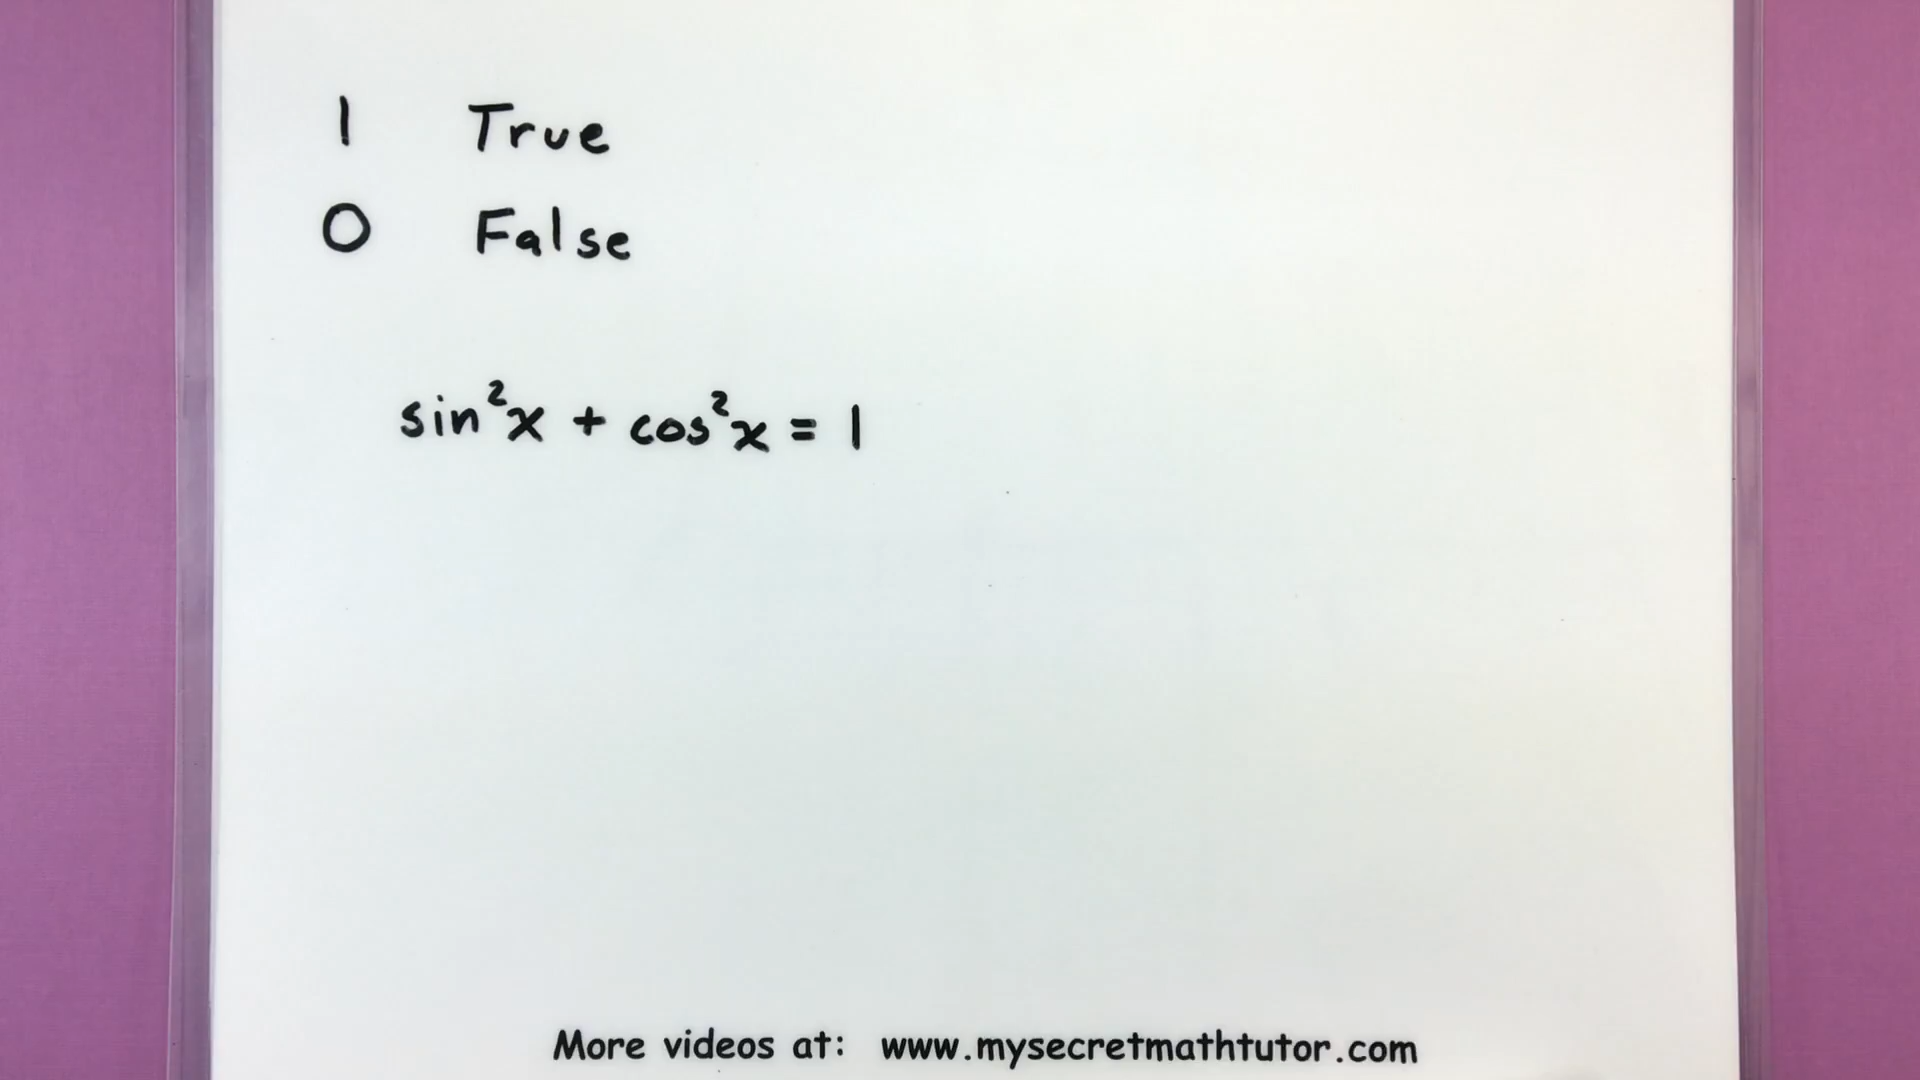 1 True
0 False
sin²x + cos²x = 1
More videos at: www.mysecretmathtutor.com